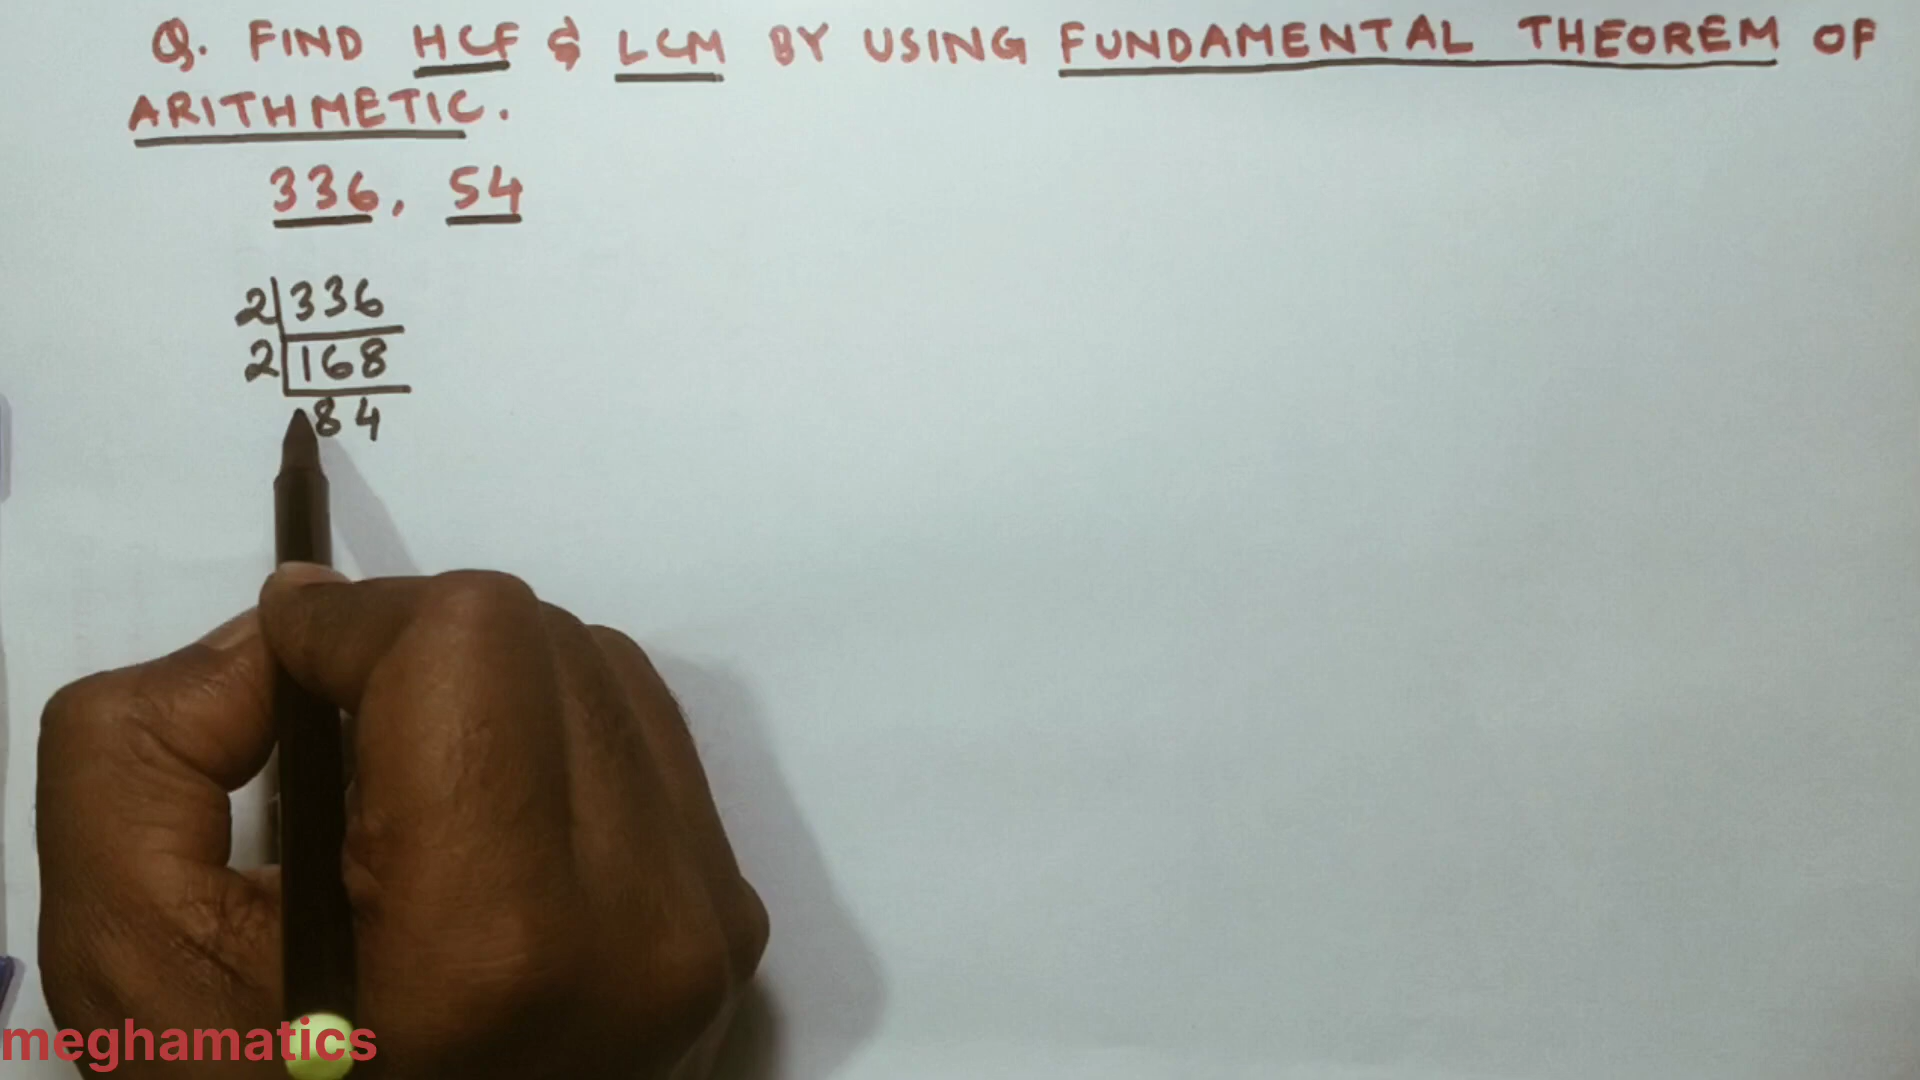 Q. FIND HCF & LCM BY USING FUNDAMENTAL THEOREM OF
ARITHMETIC.
336, 54
2 336
2 168
84
meghamatics